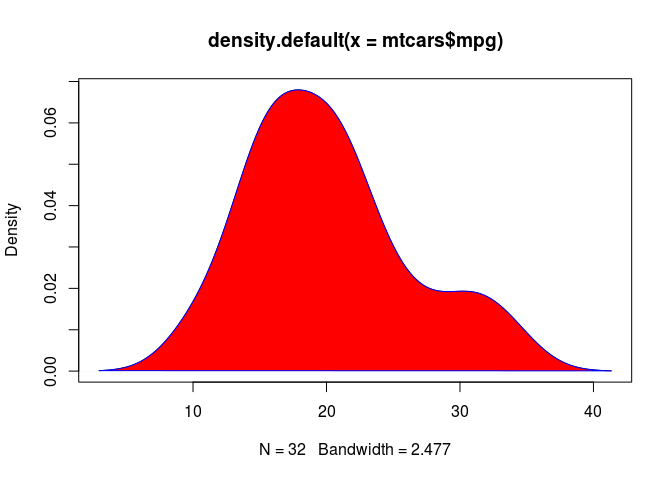 density.default(x = mtcars$mpg)
Density
0.06
0.04
0.02
0.00
10 20 30 40
N = 32 Bandwidth = 2.477